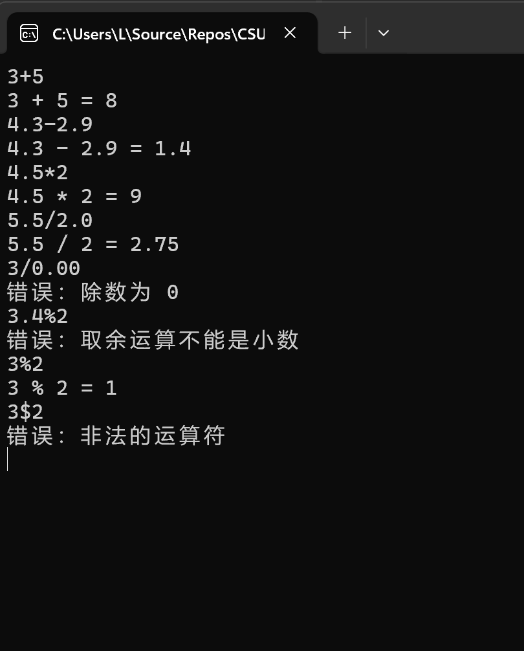 C:\Users\L\Source\Repos\CSU
3+5
3 + 5 = 8
4.3-2.9
4.3 - 2.9 = 1.4
4.5*2
4.5 * 2 = 9
5.5/2.0
5.5 / 2 = 2.75
3/0.00
错误: 除数为 0
3.4%2
错误: 取余运算不能是小数
3%2
3 % 2 = 1
3$2
错误: 非法的运算符